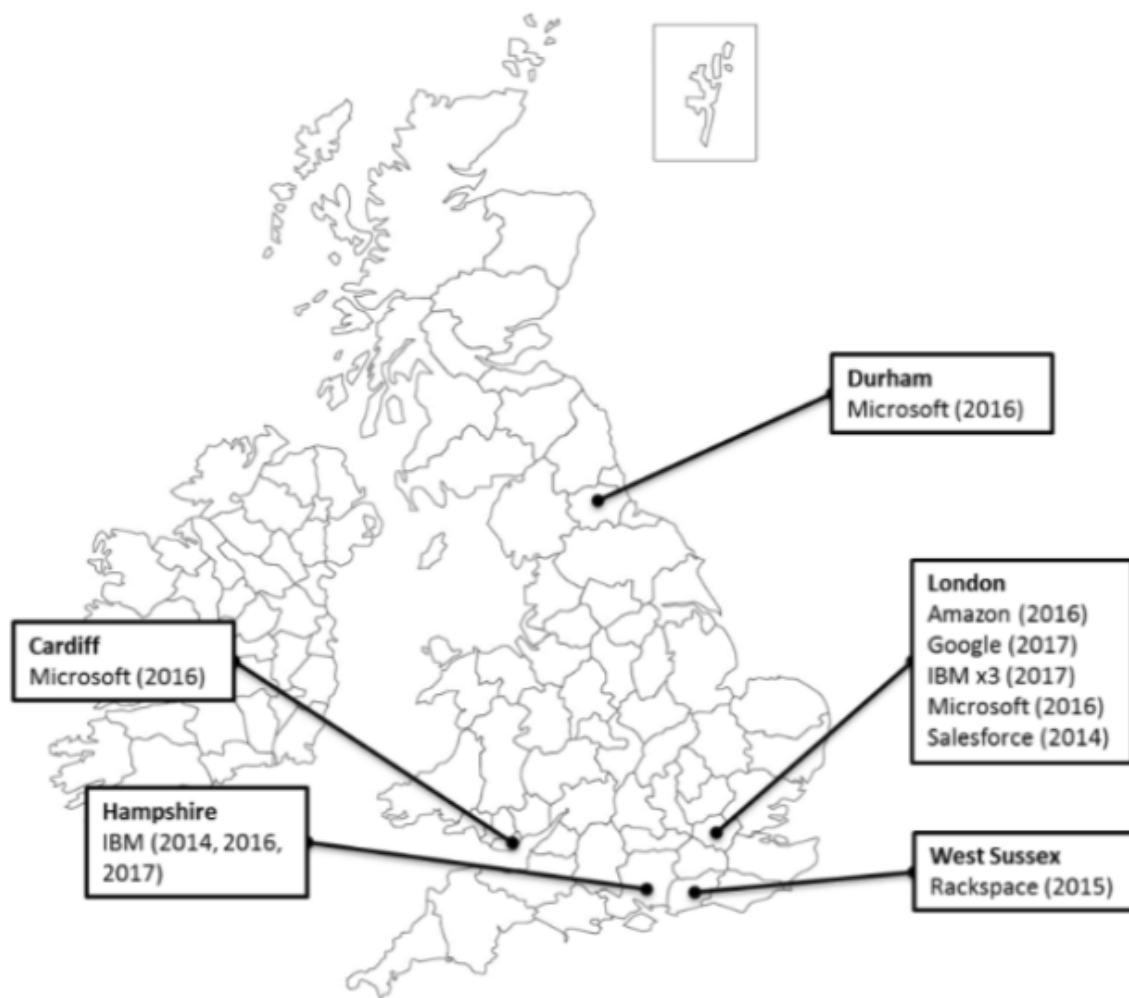 Durham
Microsoft (2016)
London
Amazon (2016)
Google (2017)
IBM x3 (2017)
Microsoft (2016)
Salesforce (2014)
Cardiff
Microsoft (2016)
Hampshire
IBM (2014, 2016,
2017)
West Sussex
Rackspace (2015)